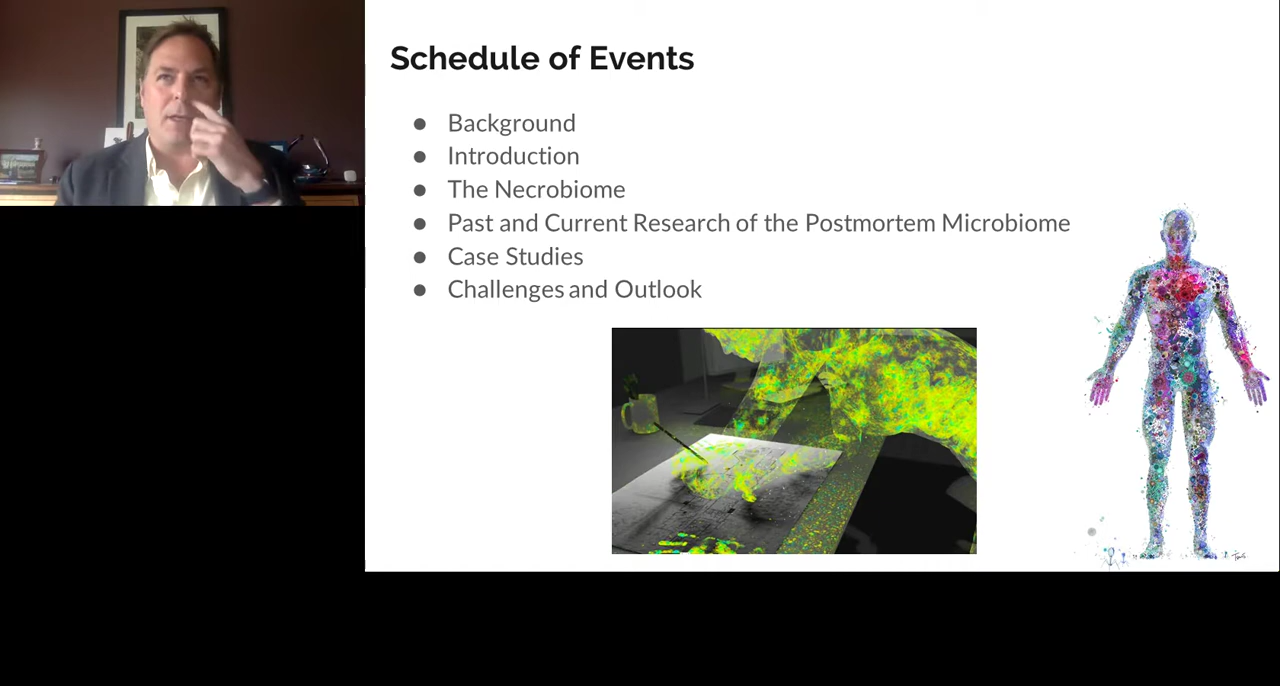 Schedule of Events
● Background
● Introduction
● The Necrobiome
● Past and Current Research of the Postmortem Microbiome
● Case Studies
● Challenges and Outlook